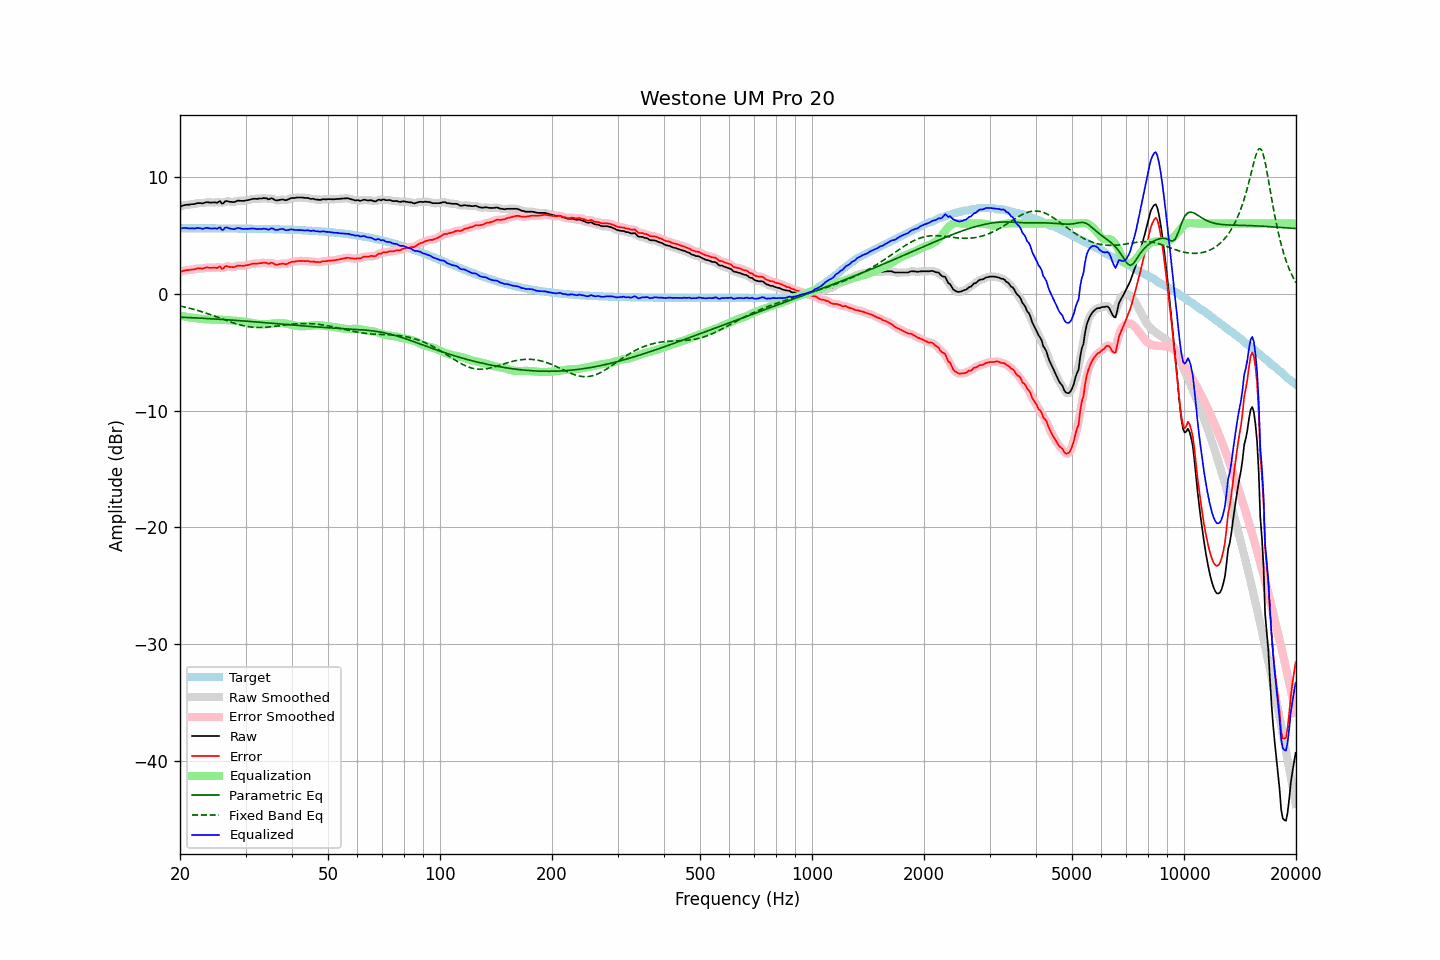 Westone UM Pro 20
Amplitude (dBr)
10
0
−10
−20
−30
−40
Target
Raw Smoothed
Error Smoothed
Raw
Error
Equalization
Parametric Eq
Fixed Band Eq
Equalized
20 50 100 200 500 1000 2000 5000 10000 20000
Frequency (Hz)